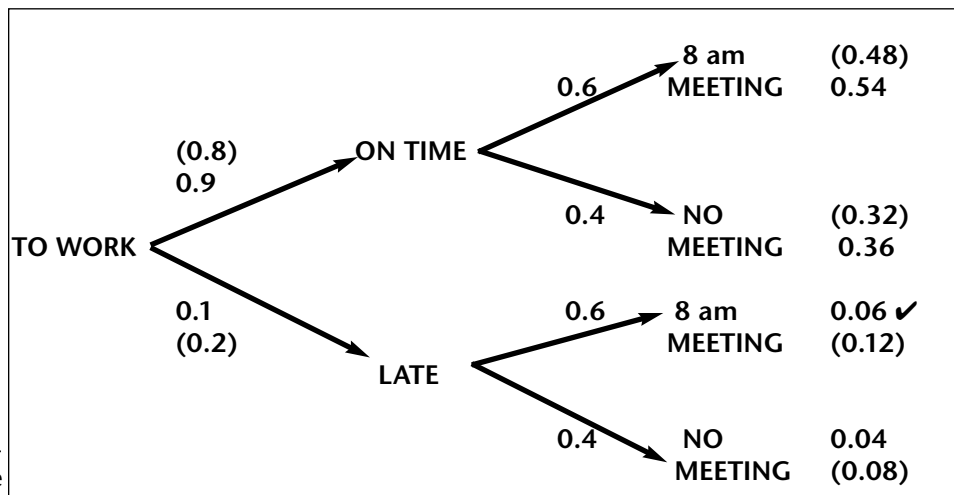 8 am (0.48)
0.6 MEETING 0.54
(0.8) ON TIME
0.9
0.4 NO (0.32)
TO WORK MEETING 0.36
0.1 0.6 8 am 0.06 ✔
(0.2) MEETING (0.12)
LATE
0.4 NO 0.04
MEETING (0.08)
e